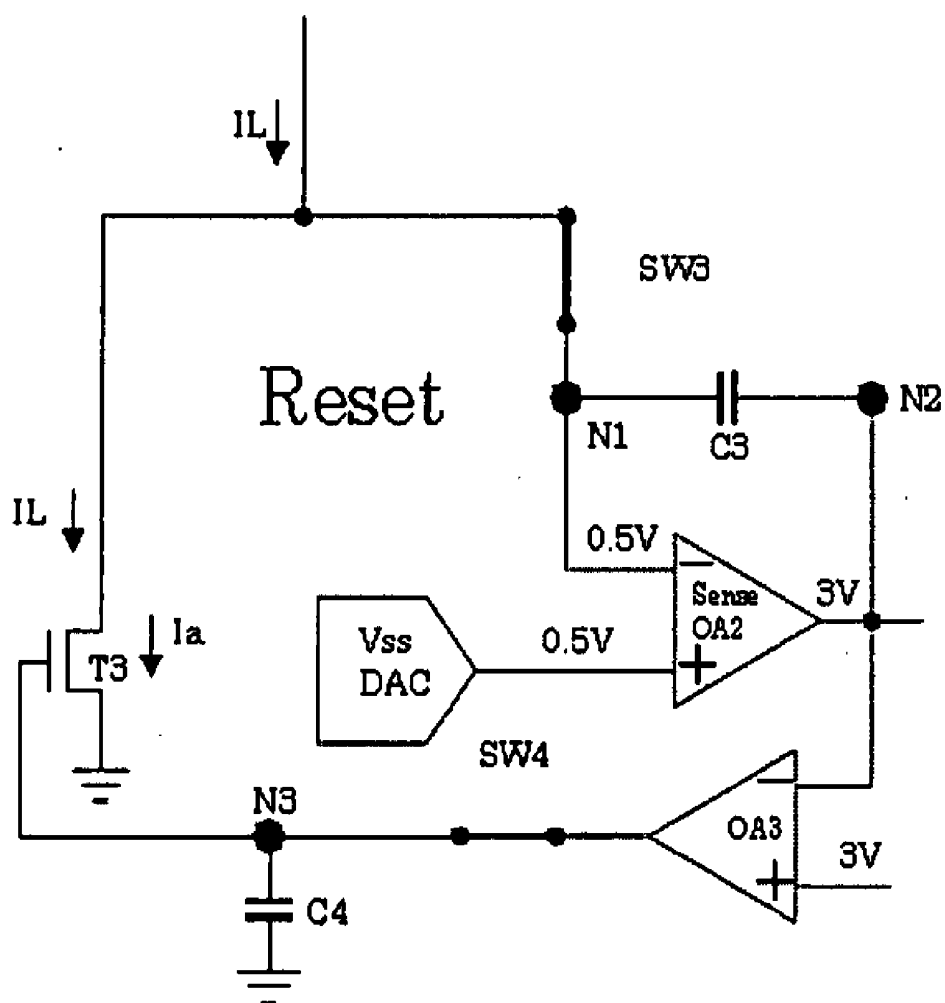 IL
SW3
Reset
N2
N1
C3
IL
0.5V
Sense
OA2
3V
Ia
T3
Vss
DAC
0.5V
SW4
N3
OA3
3V
C4